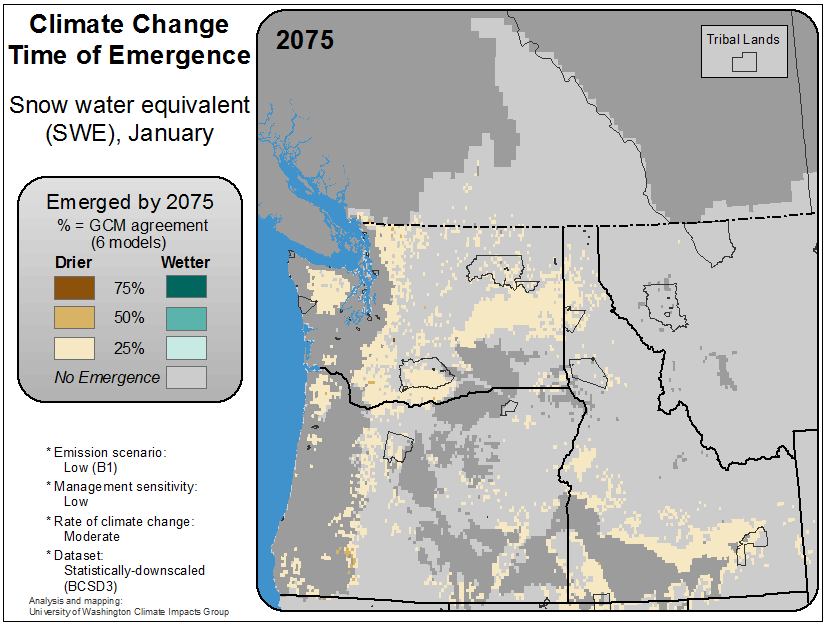 Climate Change
Time of Emergence
Snow water equivalent
(SWE), January
Emerged by 2075
% = GCM agreement
(6 models)
Drier Wetter
75%
50%
25%
No Emergence
* Emission scenario:
Low (B1)
* Management sensitivity:
Low
* Rate of climate change:
Moderate
* Dataset:
Statistically-downscaled
(BCSD3)
Analysis and mapping:
University of Washington Climate Impacts Group
2075
Tribal Lands